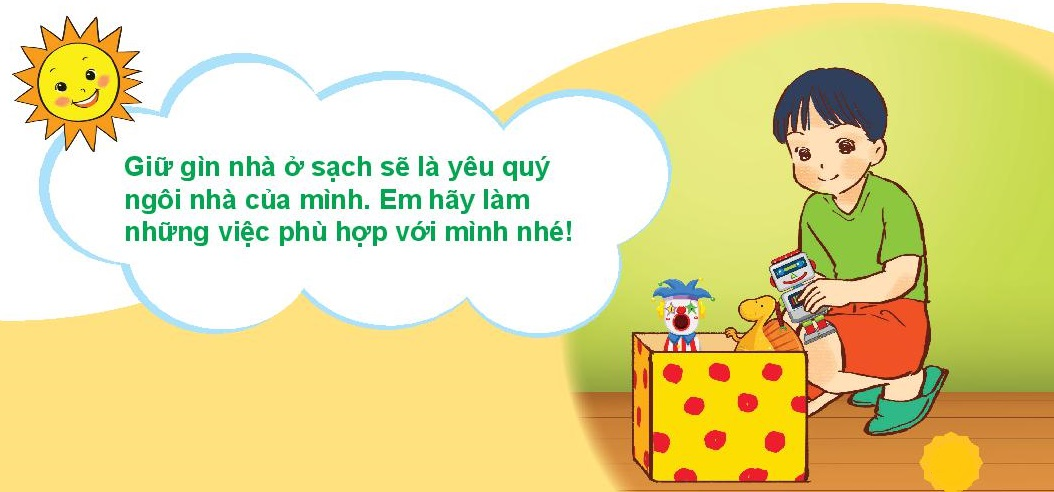 Giữ gìn nhà ở sạch sẽ là yêu quý
ngôi nhà của mình. Em hãy làm
những việc phù hợp với mình nhé!